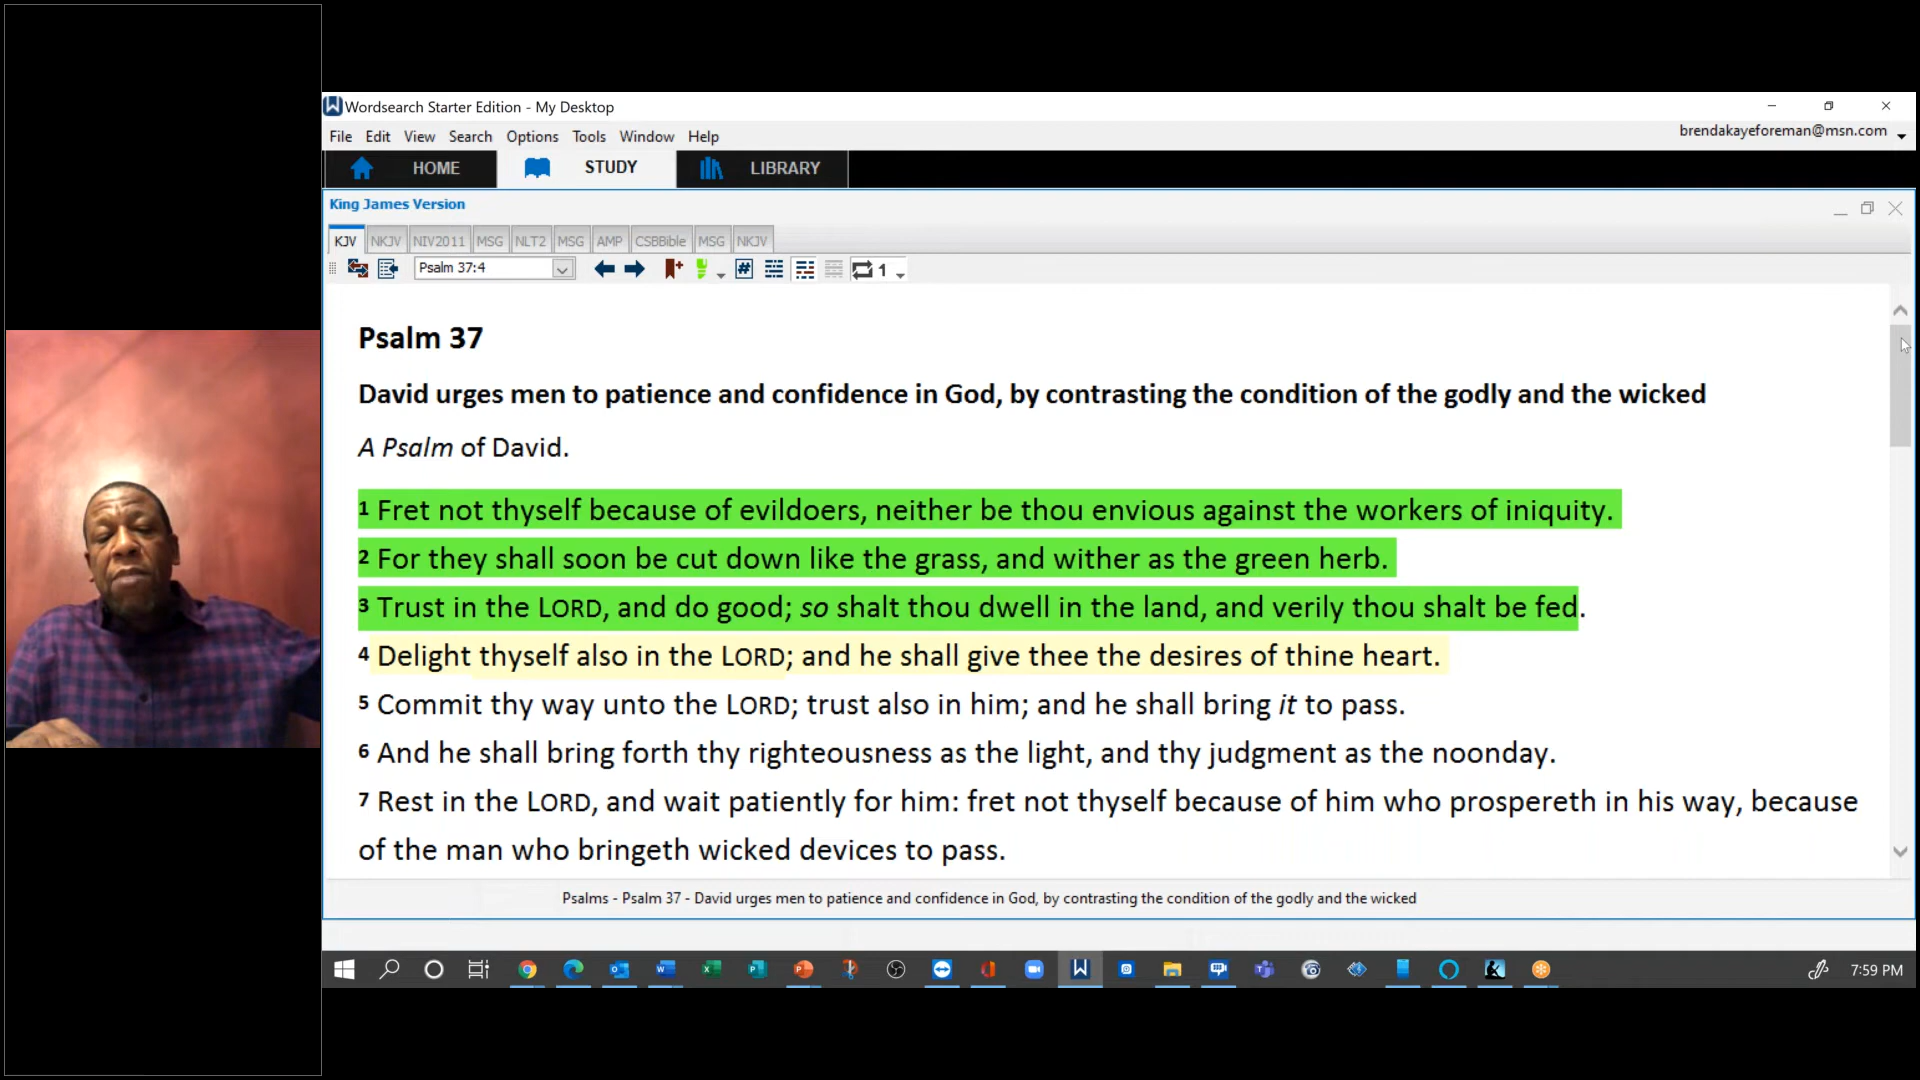 Wordsearch Starter Edition - My Desktop
File Edit View Search Options Tools Window Help
brendakayeforeman@msn.com
HOME STUDY LIBRARY
King James Version
KJV NKJV NIV2011 MSG NLT2 MSG AMP CSBBible MSG NKJV
Psalm 37:4
1
Psalm 37
David urges men to patience and confidence in God, by contrasting the condition of the godly and the wicked
A Psalm of David.
1 Fret not thyself because of evildoers, neither be thou envious against the workers of iniquity.
2 For they shall soon be cut down like the grass, and wither as the green herb.
3 Trust in the LORD, and do good; so shalt thou dwell in the land, and verily thou shalt be fed.
4 Delight thyself also in the LORD; and he shall give thee the desires of thine heart.
5 Commit thy way unto the LORD; trust also in him; and he shall bring it to pass.
6 And he shall bring forth thy righteousness as the light, and thy judgment as the noonday.
7 Rest in the LORD, and wait patiently for him: fret not thyself because of him who prospereth in his way, because
of the man who bringeth wicked devices to pass.
Psalms - Psalm 37 - David urges men to patience and confidence in God, by contrasting the condition of the godly and the wicked
7:59 PM